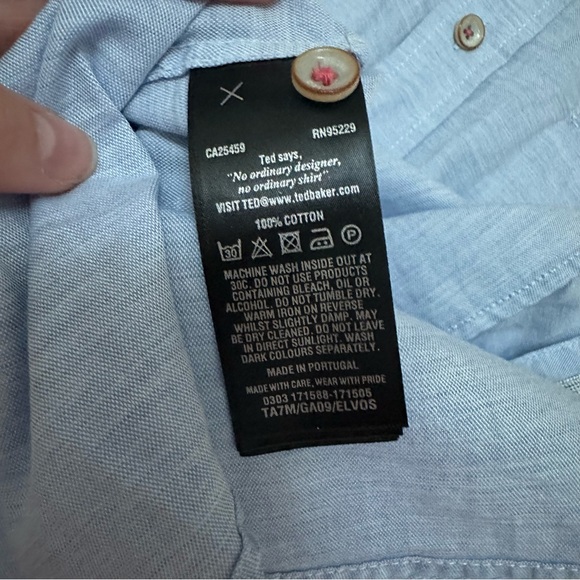 CA25459 RN95229
Ted says,
"No ordinary designer,
no ordinary shirt"
VISIT TED@www.tedbaker.com
100% COTTON
30 P
MACHINE WASH INSIDE OUT AT
30C. DO NOT USE PRODUCTS
CONTAINING BLEACH, OIL OR
ALCOHOL. DO NOT TUMBLE DRY.
WARM IRON ON REVERSE
WHILST SLIGHTLY DAMP. MAY
BE DRY CLEANED. DO NOT LEAVE
IN DIRECT SUNLIGHT. WASH
DARK COLOURS SEPARATELY.
MADE IN PORTUGAL
MADE WITH CARE, WEAR WITH PRIDE
0303 171588-171505
TA7M/GA09/ELVOS